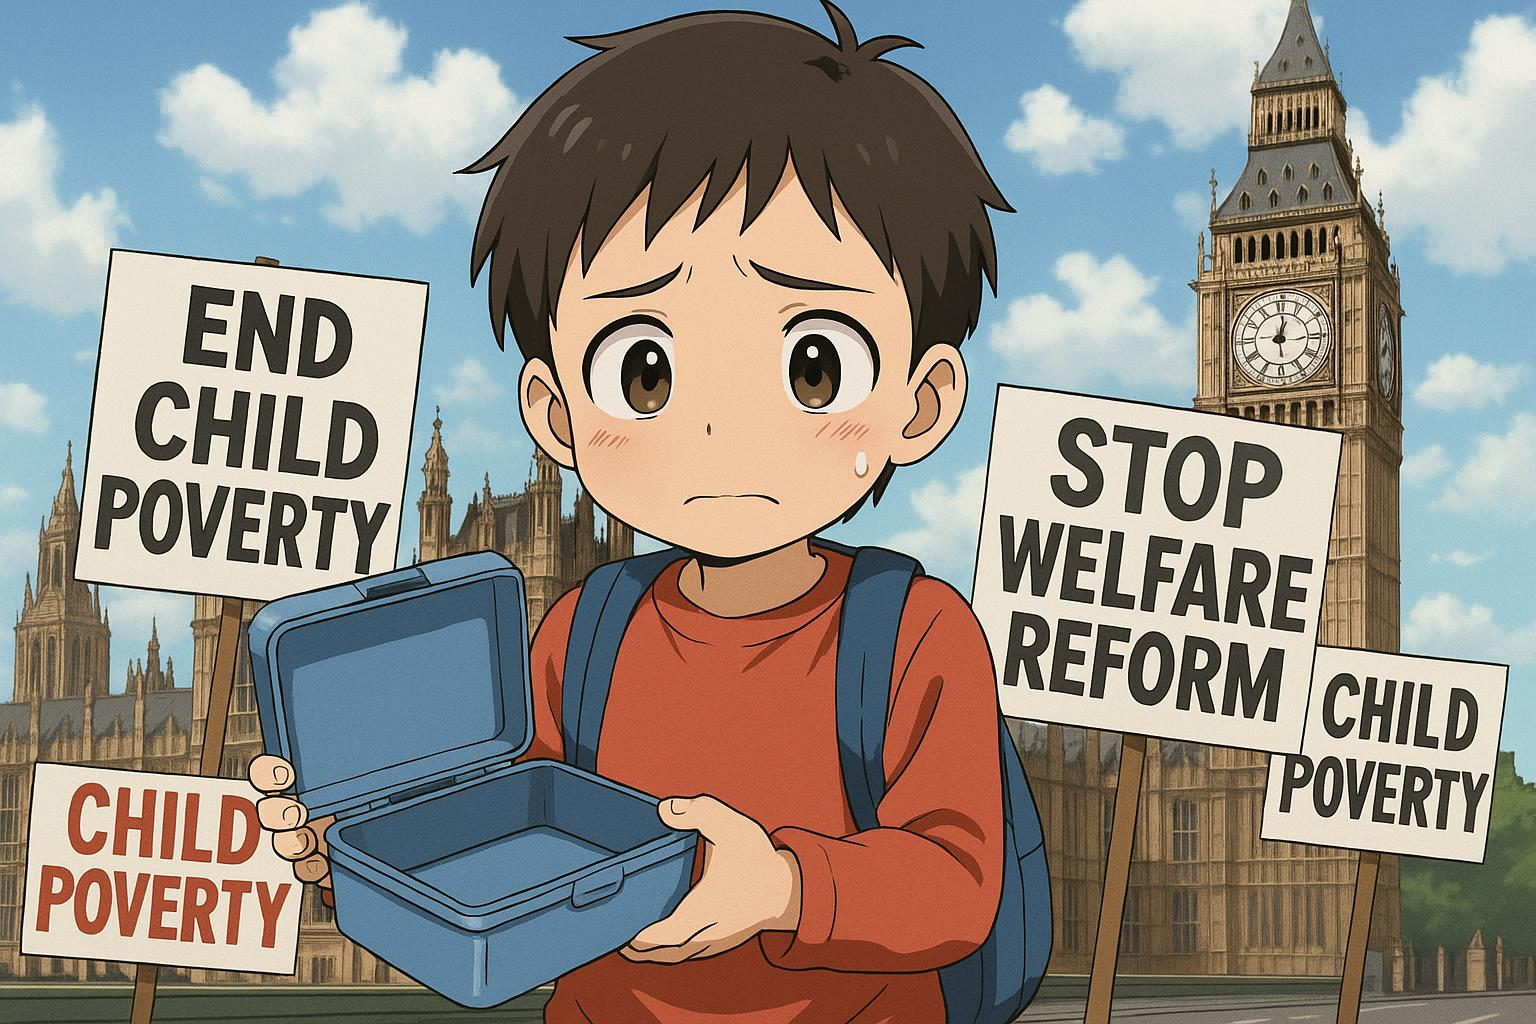 END
CHILD
POVERTY
STOP
WELFARE
REFORM
CHILD
POVERTY
CHILD
POVERTY